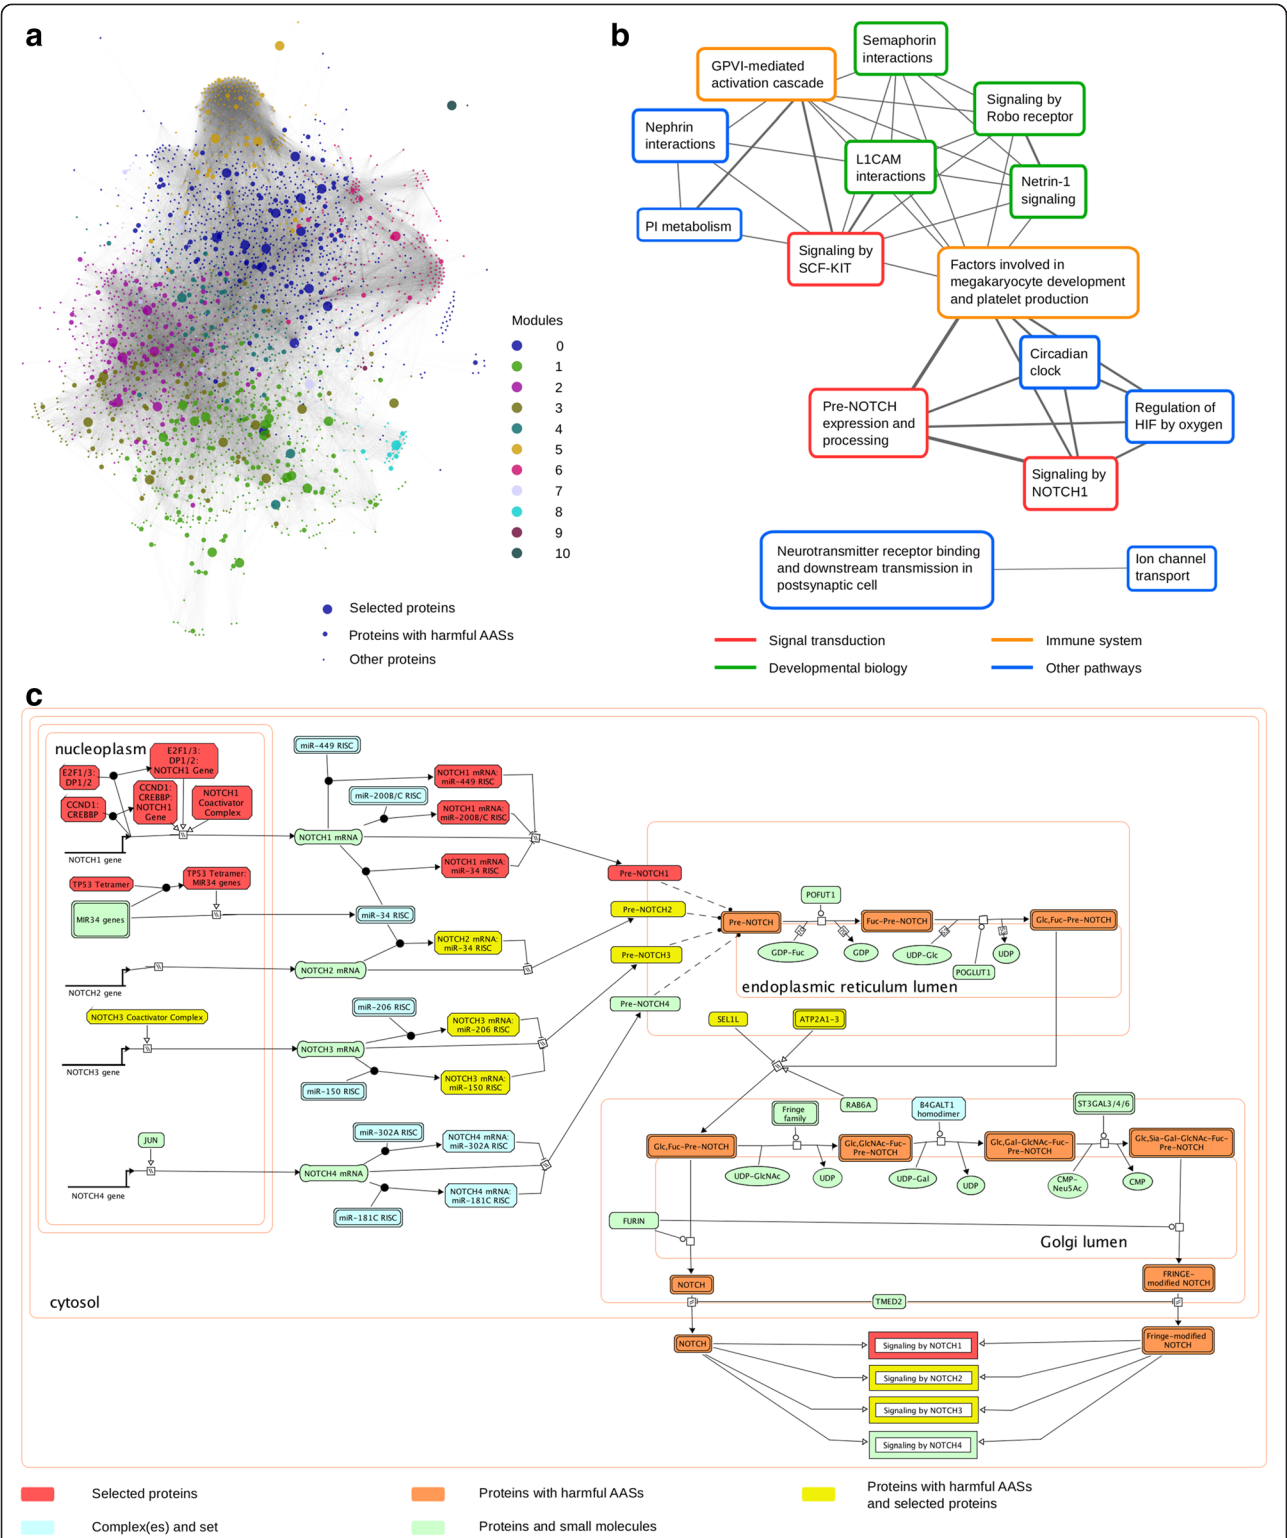 a
Modules
0
1
2
3
4
5
6
7
8
9
10
Selected proteins
Proteins with harmful AASs
Other proteins
b
Semaphorin
interactions
GPVI-mediated
activation cascade
Signaling by
Robo receptor
Nephrin
interactions
L1CAM
interactions
Netrin-1
signaling
PI metabolism
Signaling by
SCF-KIT
Factors involved in
megakaryocyte development
and platelet production
Circadian
clock
Pre-NOTCH
expression and
processing
Regulation of
HIF by oxygen
Signaling by
NOTCH1
Neurotransmitter receptor binding
and downstream transmission in
postsynaptic cell
Ion channel
transport
Signal transduction
Immune system
Developmental biology
Other pathways
c
nucleoplasm
E2F1/3:
DP1/2:
NOTCH1 Gene
E2F1/3:
DP1/2
CCND1:
CREBBP:
NOTCH1
Gene
NOTCH1
Coactivator
Complex
CCND1:
CREBBP
NOTCH1 gene
TP53 Tetramer
TP53 Tetramer:
MIR34 genes
MIR34 genes
NOTCH2 gene
NOTCH3 Coactivator Complex
NOTCH3 gene
JUN
NOTCH4 gene
miR-449 RISC
NOTCH1 mRNA:
miR-449 RISC
miR-200B/C RISC
NOTCH1 mRNA:
miR-200B/C RISC
NOTCH1 mRNA
NOTCH1 mRNA:
miR-34 RISC
miR-34 RISC
NOTCH2 mRNA:
miR-34 RISC
NOTCH2 mRNA
miR-206 RISC
NOTCH3 mRNA:
miR-206 RISC
NOTCH3 mRNA
NOTCH3 mRNA:
miR-150 RISC
miR-150 RISC
miR-302A RISC
NOTCH4 mRNA:
miR-302A RISC
NOTCH4 mRNA
NOTCH4 mRNA:
miR-181C RISC
miR-181C RISC
Pre-NOTCH1
Pre-NOTCH2
Pre-NOTCH3
Pre-NOTCH4
Pre-NOTCH
POFUT1
Fuc-Pre-NOTCH
Glc,Fuc-Pre-NOTCH
GDP-Fuc
GDP
UDP-Glc
UDP
POGLUT1
endoplasmic reticulum lumen
SEL1L
ATP2A1-3
RAB6A
Fringe
family
B4GALT1
homodimer
ST3GAL3/4/6
Glc,Fuc-Pre-NOTCH
Glc,GlcNAc-Fuc-
Pre-NOTCH
Glc,Gal-GlcNAc-Fuc-
Pre-NOTCH
Glc,Sia-Gal-GlcNAc-Fuc-
Pre-NOTCH
UDP-GlcNAc
UDP
UDP-Gal
UDP
CMP-
Neu5Ac
CMP
FURIN
Golgi lumen
NOTCH
FRINGE-
modified NOTCH
TMED2
cytosol
NOTCH
Fringe-modified
NOTCH
Signaling by NOTCH1
Signaling by NOTCH2
Signaling by NOTCH3
Signaling by NOTCH4
Selected proteins
Proteins with harmful AASs
Proteins with harmful AASs
and selected proteins
Complex(es) and set
Proteins and small molecules